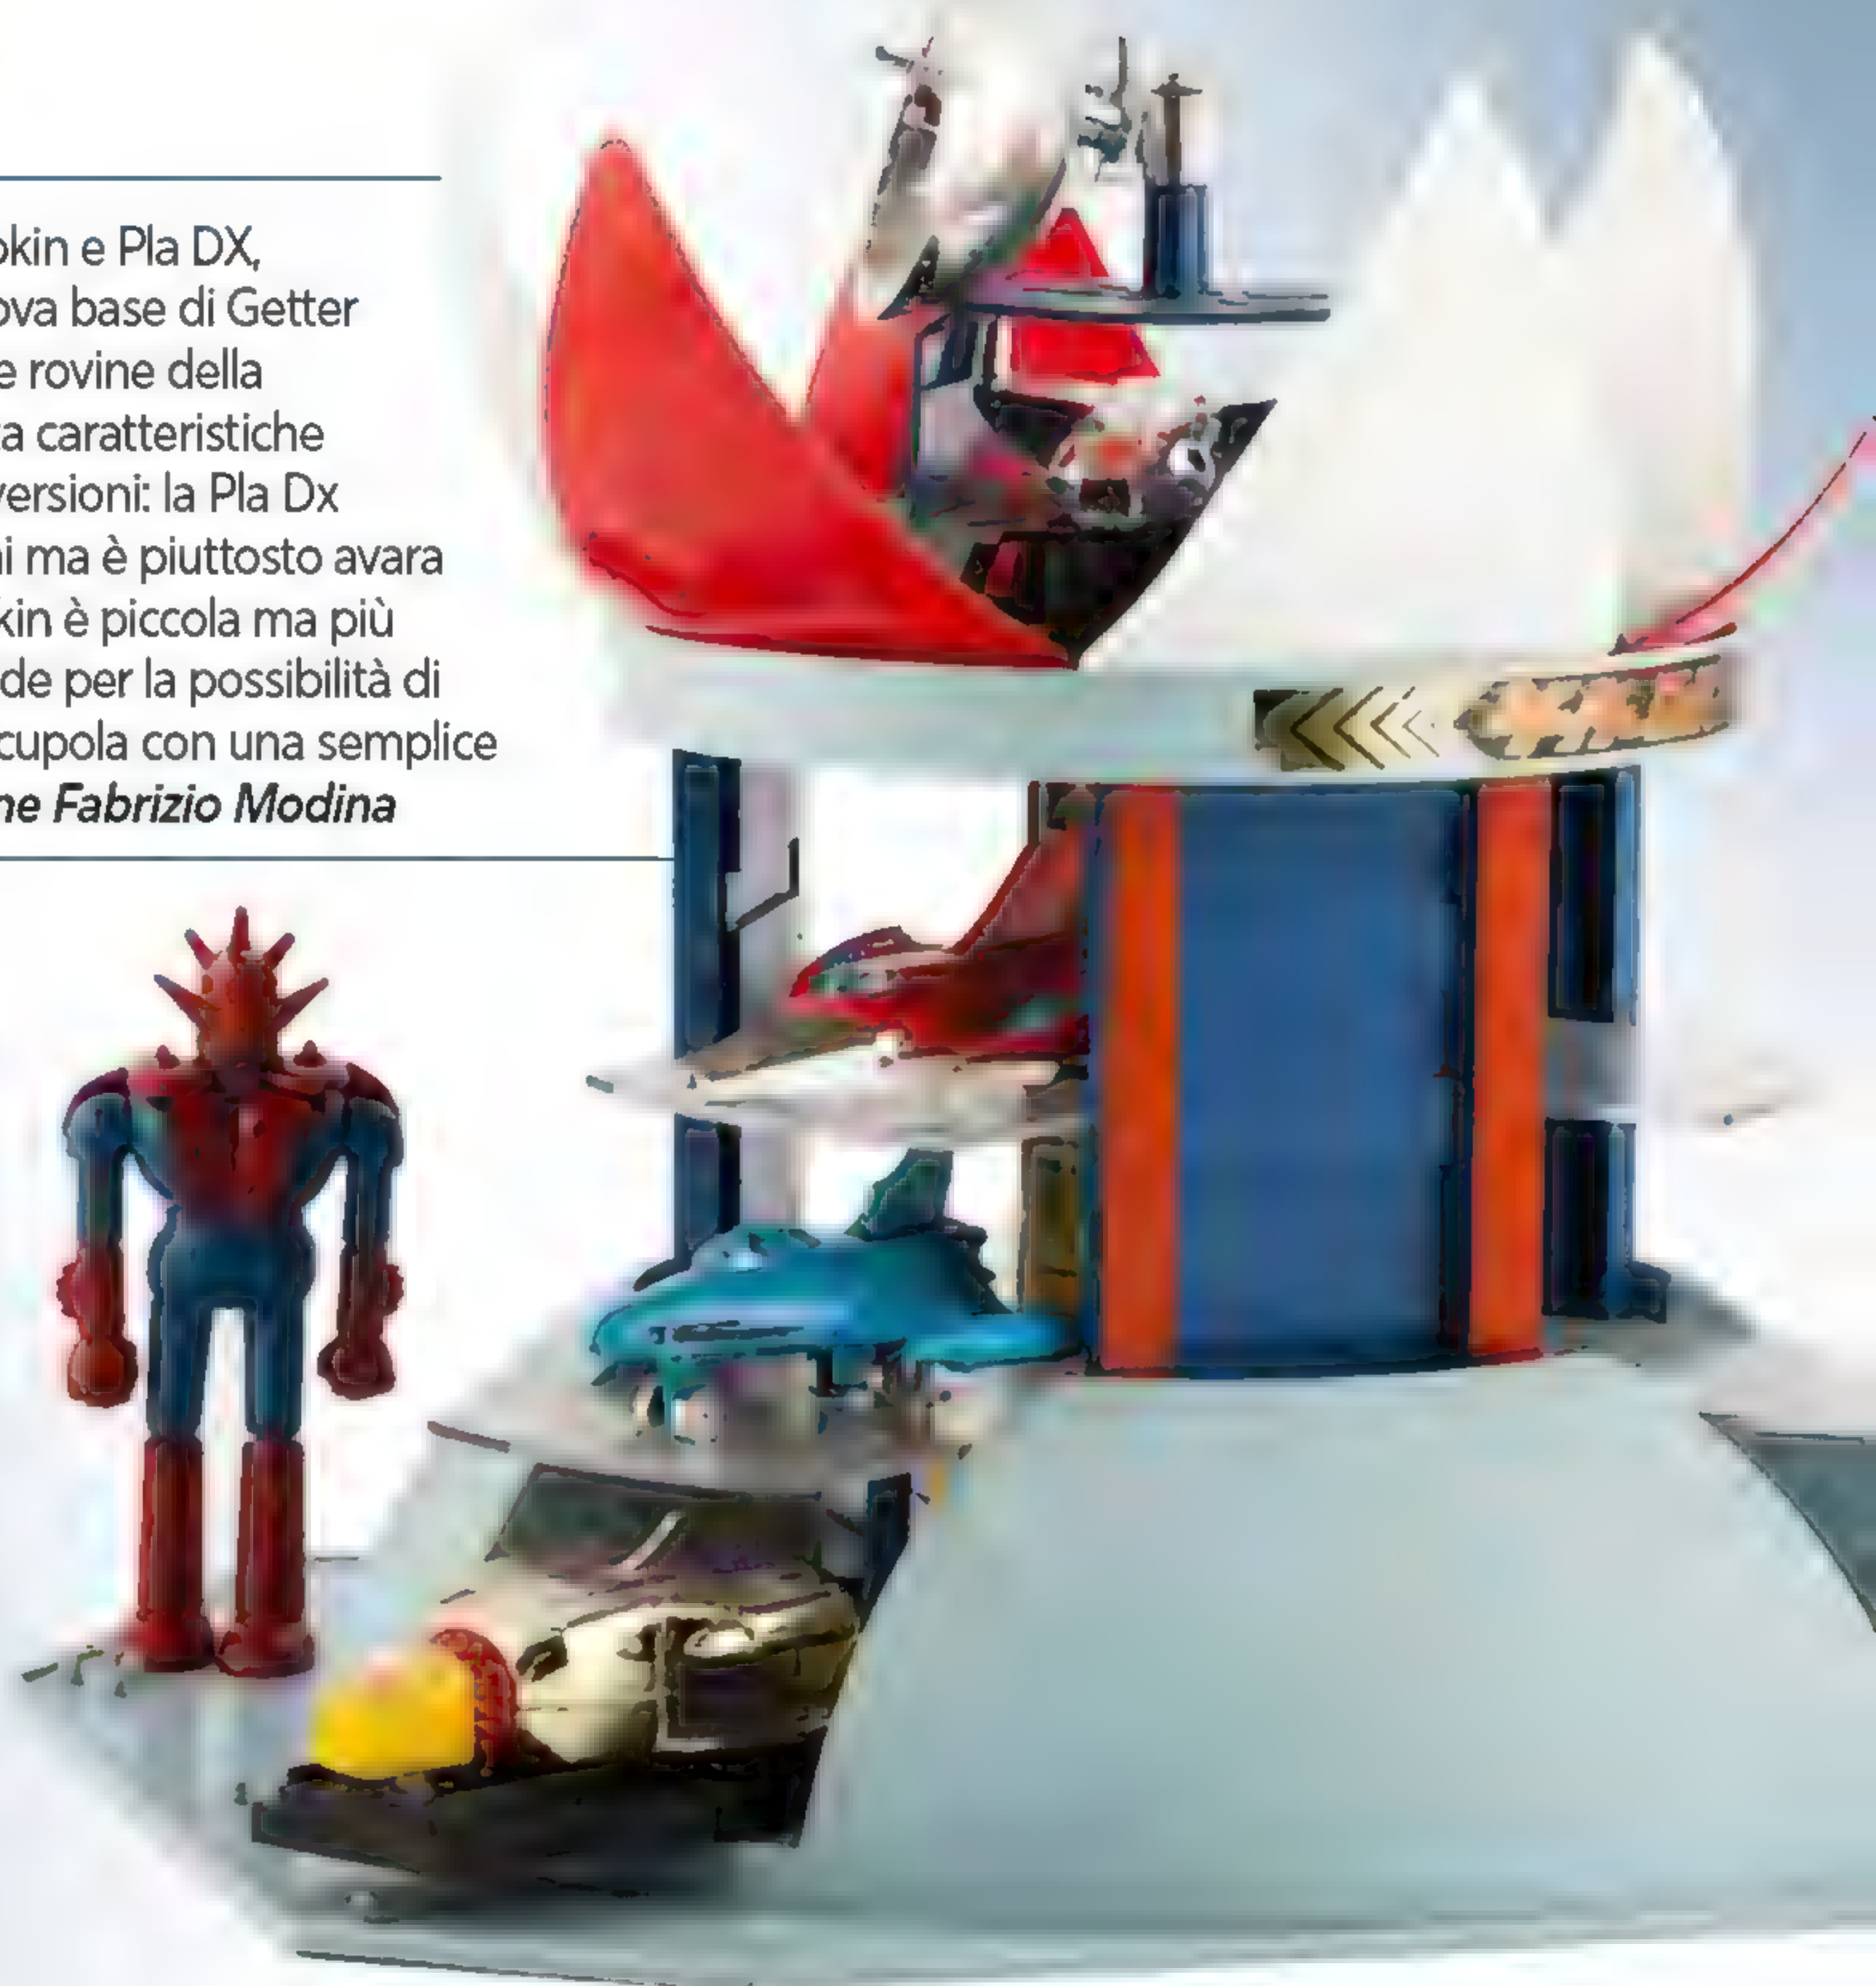 okin e Pla DX,
ova base di Getter
e rovine della
ta caratteristiche
versioni: la Pla Dx
ni ma è piuttosto avara
kin è piccola ma più
de per la possibilità di
cupola con una semplice
ne Fabrizio Modina